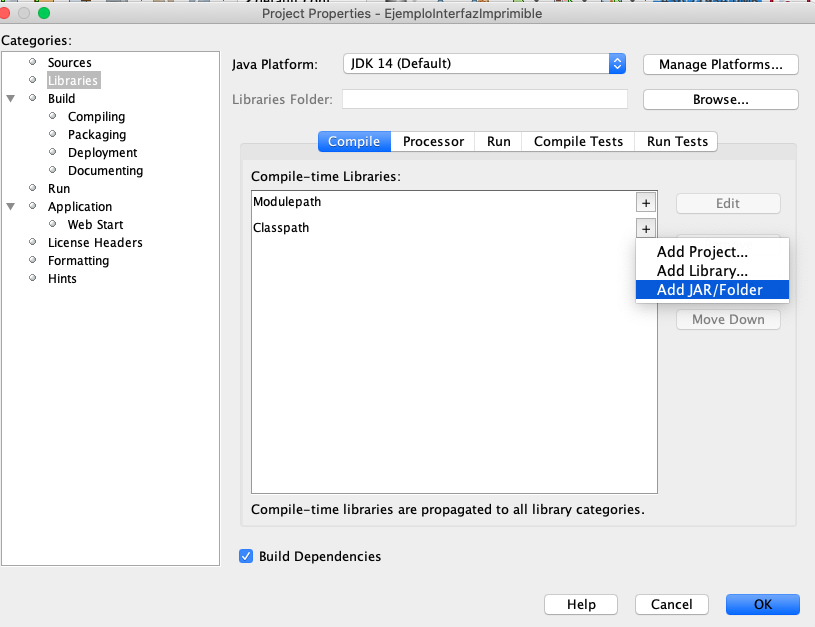 Project Properties - EjemploInterfazImprimible
Categories:
Sources
Libraries
Build
Compiling
Packaging
Deployment
Documenting
Run
Application
Web Start
License Headers
Formatting
Hints
Java Platform:
JDK 14 (Default)
Manage Platforms...
Libraries Folder:
Browse...
Compile
Processor
Run
Compile Tests
Run Tests
Compile-time Libraries:
Modulepath
+
Edit
Classpath
+
Add Project...
Add Library...
Add JAR/Folder
Move Down
Compile-time libraries are propagated to all library categories.
Build Dependencies
Help
Cancel
OK